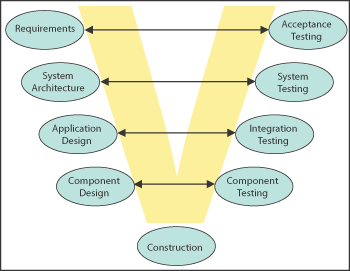 Requirements
Acceptance
Testing
System
Architecture
System
Testing
Application
Design
Integration
Testing
Component
Design
Component
Testing
Construction